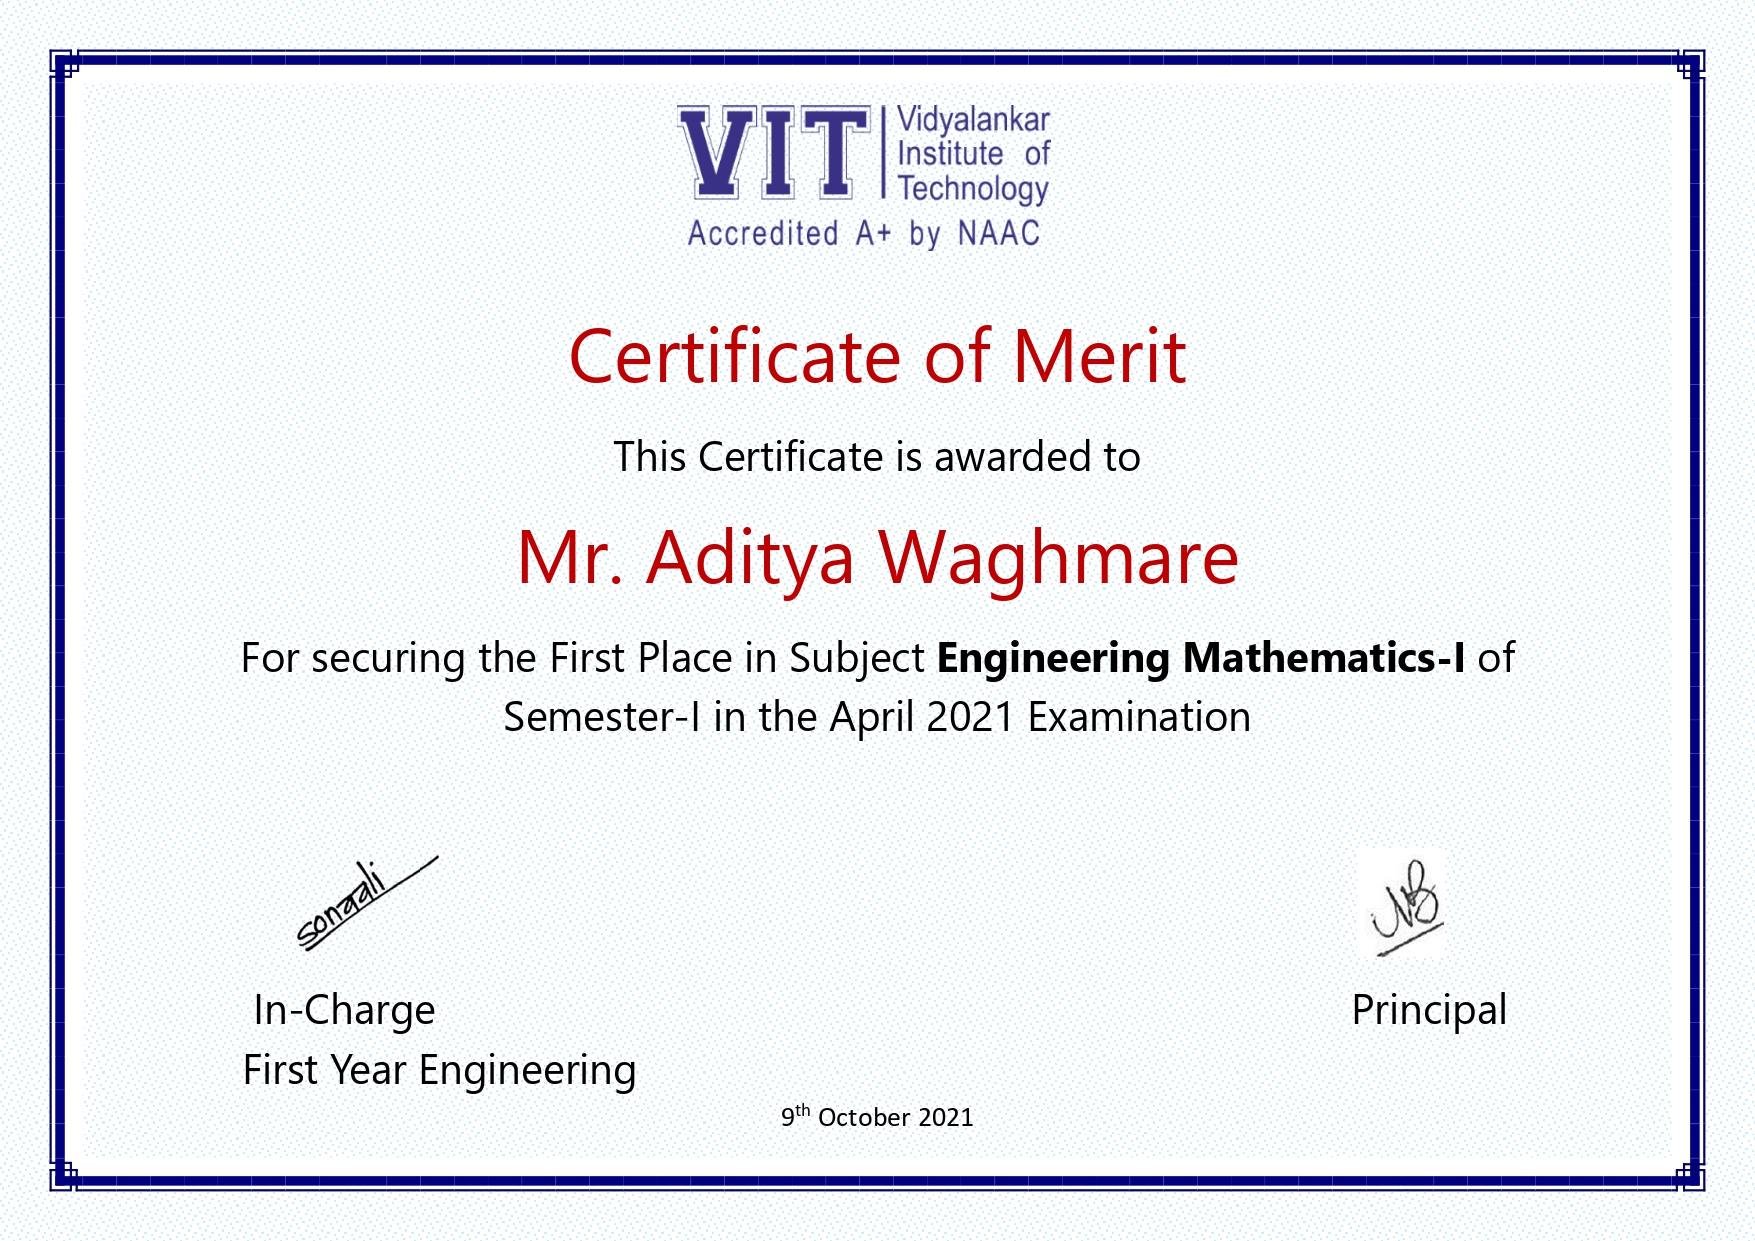 VIT
Vidyalankar
Institute of
Technology
Accredited A+ by NAAC
Certificate of Merit
This Certificate is awarded to
Mr. Aditya Waghmare
For securing the First Place in Subject Engineering Mathematics-I of
Semester-I in the April 2021 Examination
sonaali
In-Charge
Principal
First Year Engineering
9th October 2021